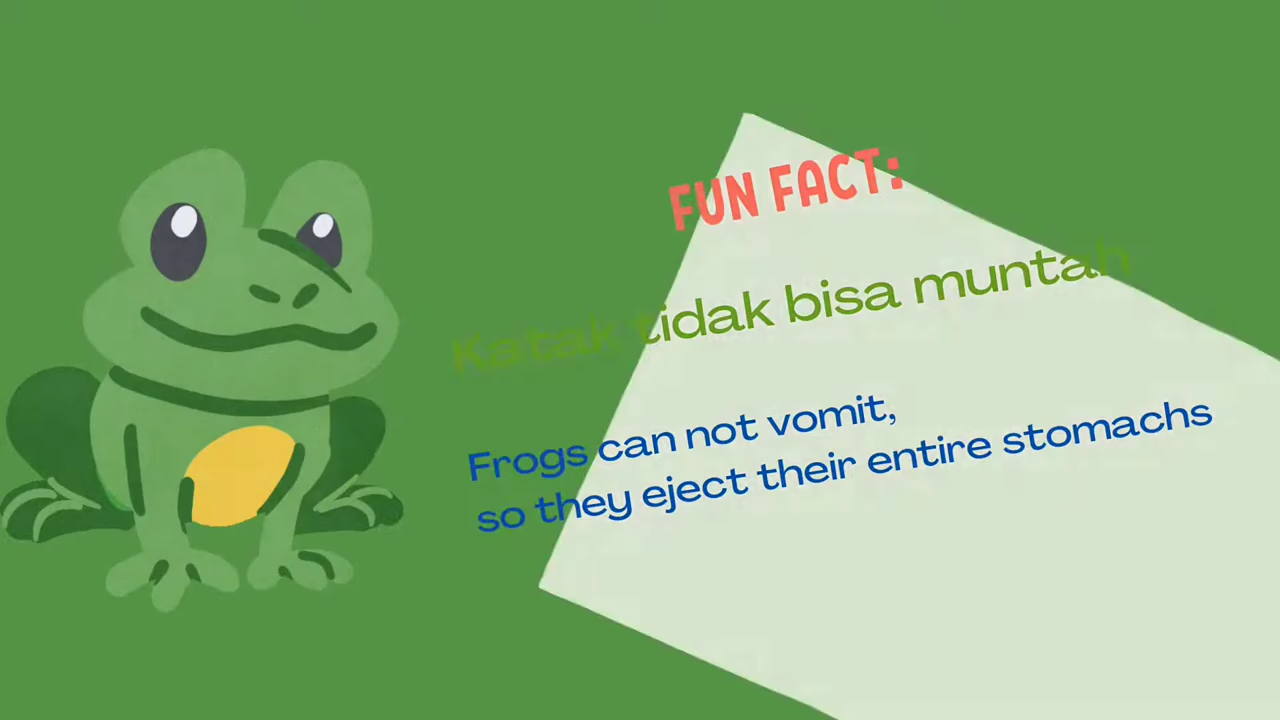 FUN FACT:
Katak tidak bisa muntah
Frogs can not vomit,
so they eject their entire stomachs